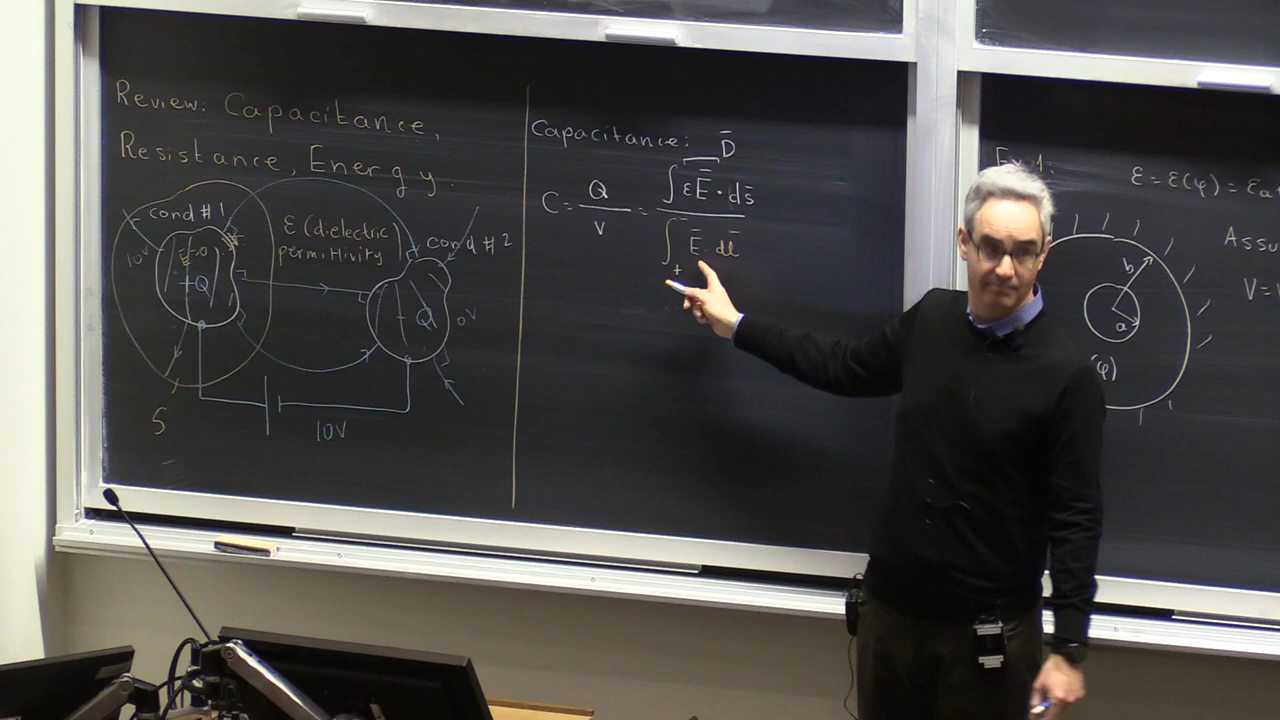 Review: Capacitance,
Resistance, Energy.
cond #1
10V
+Q
ε (dielectric
permittivity)
cond #2
-Q
0V
S
10V
Capacitance: D̄
C = Q/V = ∫ εĒ · ds̄ / ∫₊⁻ Ē · dl̄
Ex 1:
ε = ε(φ) = εa
Assu
V = 
b
a
(φ)